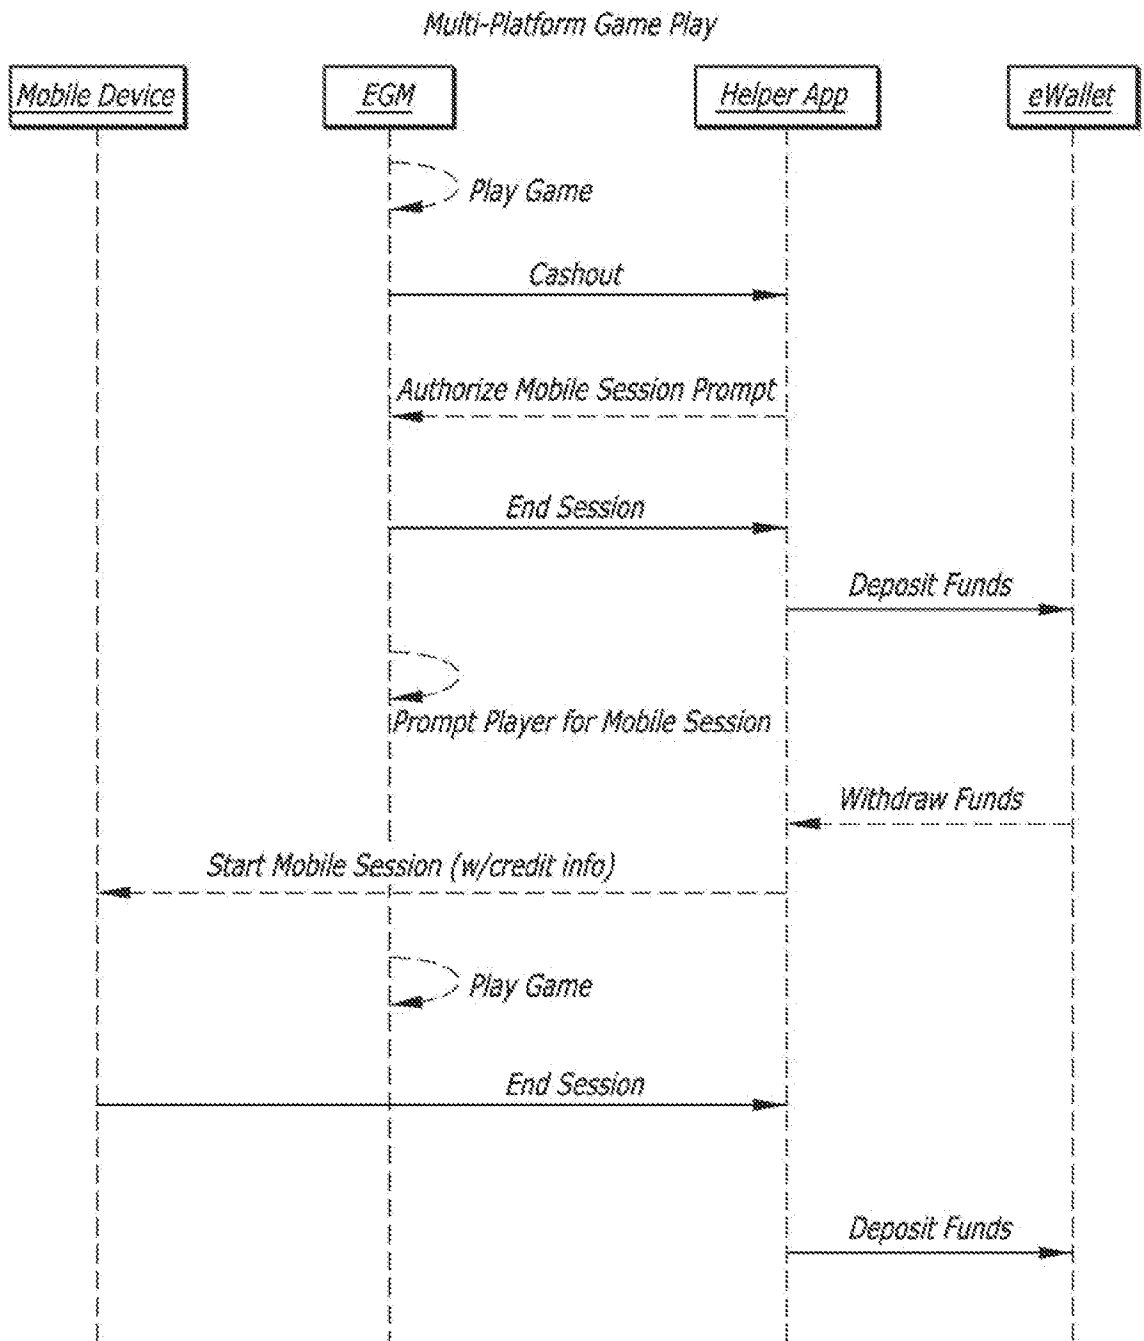 Multi-Platform Game Play
Mobile Device
EGM
Helper App
eWallet
Play Game
Cashout
Authorize Mobile Session Prompt
End Session
Deposit Funds
Prompt Player for Mobile Session
Withdraw Funds
Start Mobile Session (w/credit info)
Play Game
End Session
Deposit Funds